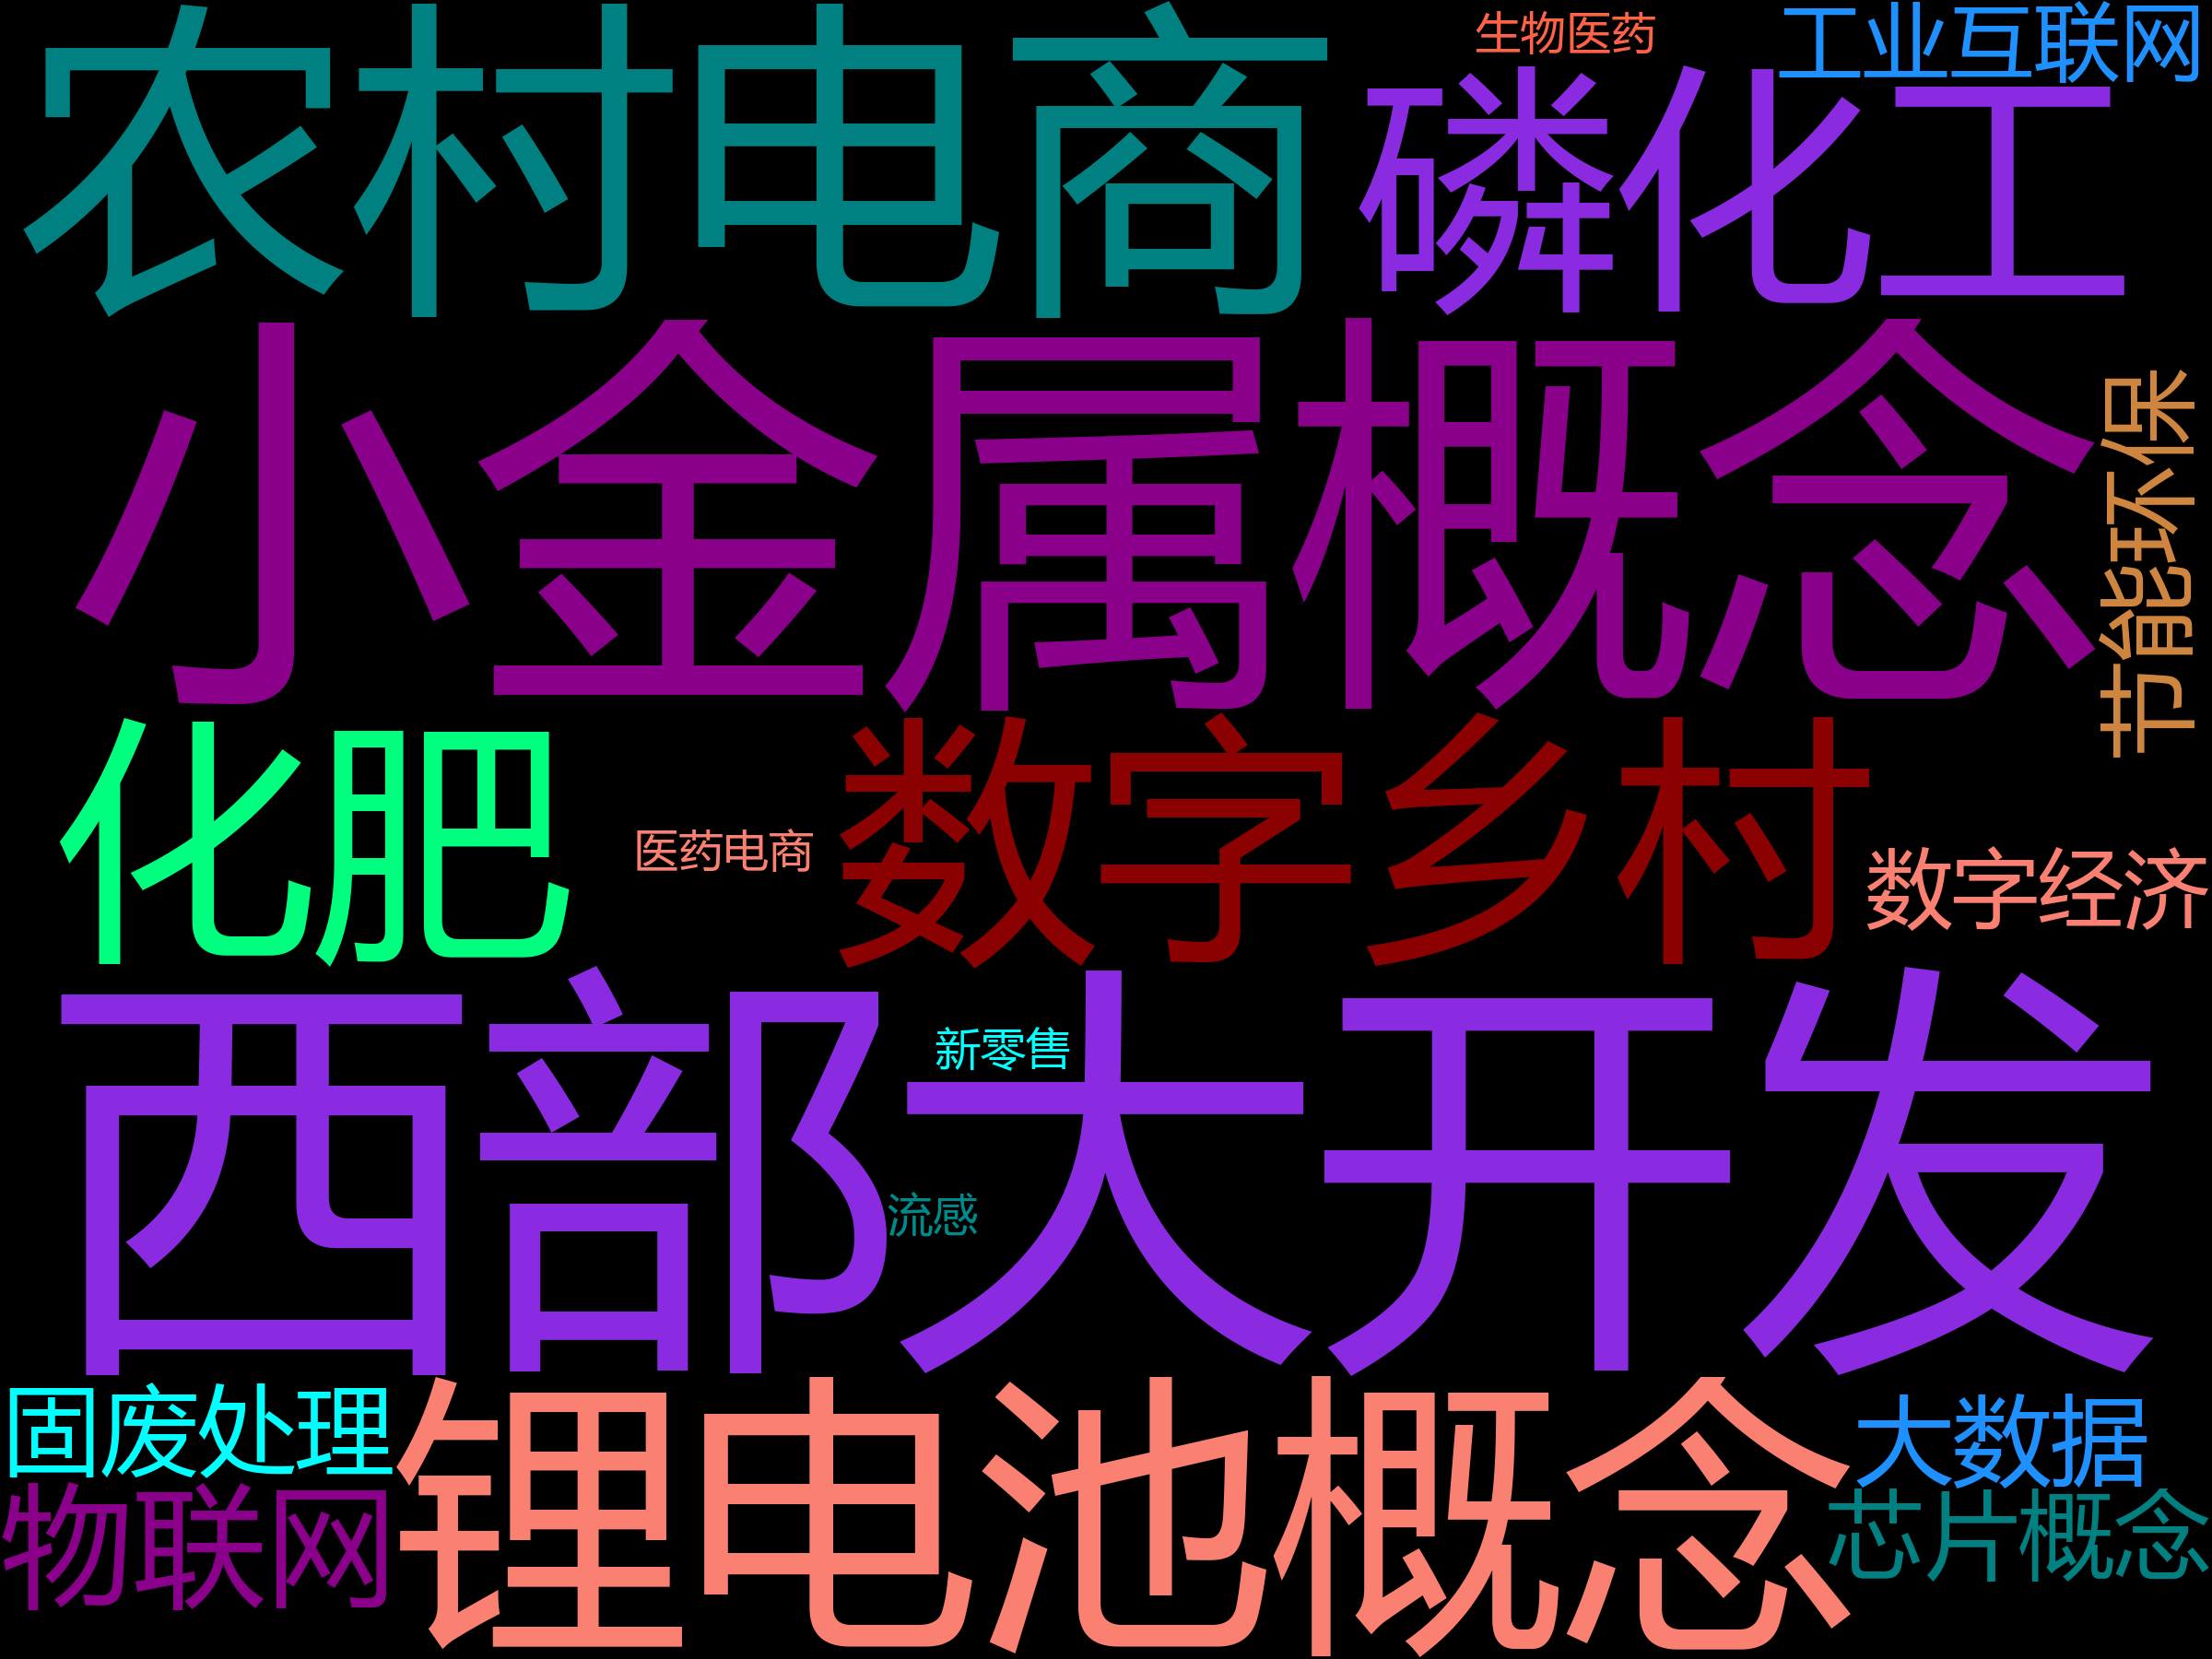 农村电商
生物医药
工业互联网
磷化工
小金属概念
节能环保
化肥
数字乡村
医药电商
数字经济
西部大开发
新零售
流感
固废处理
锂电池概念
大数据
物联网
芯片概念